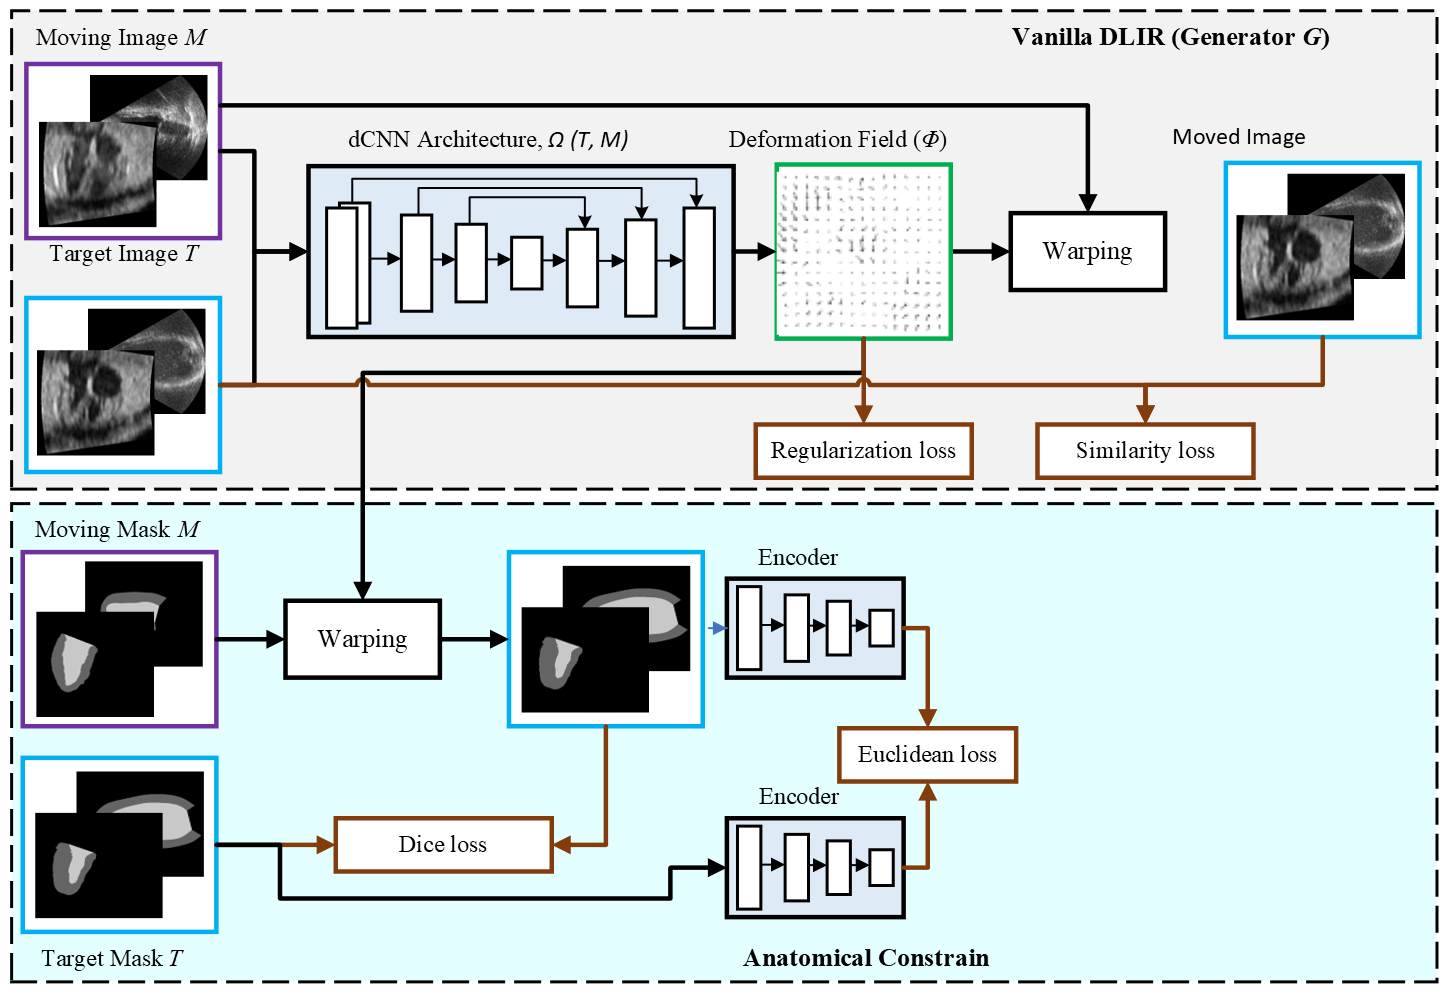 Moving Image M
Vanilla DLIR (Generator G)
dCNN Architecture, Ω (T, M)
Deformation Field (Φ)
Moved Image
Warping
Target Image T
Regularization loss
Similarity loss
Moving Mask M
Encoder
Warping
Euclidean loss
Encoder
Dice loss
Target Mask T
Anatomical Constrain